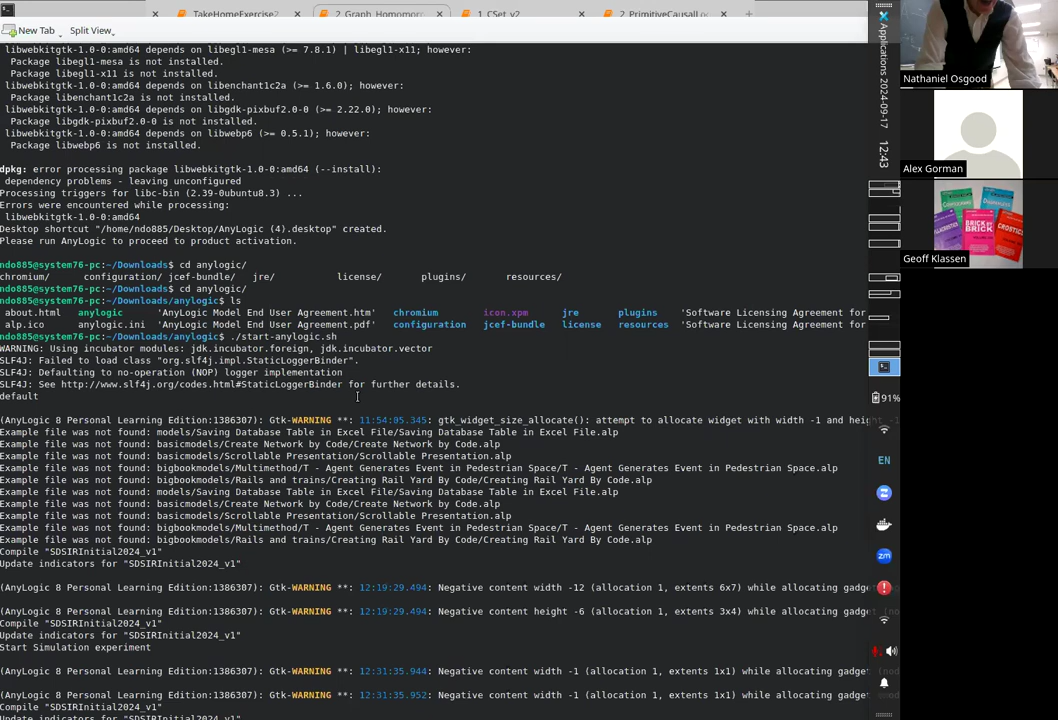 TakeHomeExercise2
2_Graph_Homomor
1_CSet_v2
2_PrimitiveCausalLo
New Tab
Split View
libwebkitgtk-1.0-0:amd64 depends on libegl1-mesa (>= 7.8.1) | libegl1-x11; however:
Package libegl1-mesa is not installed.
Package libegl1-x11 is not installed.
libwebkitgtk-1.0-0:amd64 depends on libenchant1c2a (>= 1.6.0); however:
Package libenchant1c2a is not installed.
libwebkitgtk-1.0-0:amd64 depends on libgdk-pixbuf2.0-0 (>= 2.22.0); however:
Package libgdk-pixbuf2.0-0 is not installed.
libwebkitgtk-1.0-0:amd64 depends on libwebp6 (>= 0.5.1); however:
Package libwebp6 is not installed.
dpkg: error processing package libwebkitgtk-1.0-0:amd64 (--install):
dependency problems - leaving unconfigured
Processing triggers for libc-bin (2.39-0ubuntu8.3) ...
Errors were encountered while processing:
libwebkitgtk-1.0-0:amd64
Desktop shortcut "/home/ndo885/Desktop/AnyLogic (4).desktop" created.
Please run AnyLogic to proceed to product activation.
ndo885@system76-pc:~/Downloads$ cd anylogic/
chromium/ configuration/ jcef-bundle/ jre/ license/ plugins/ resources/
ndo885@system76-pc:~/Downloads$ cd anylogic/
ndo885@system76-pc:~/Downloads/anylogic$ ls
about.html anylogic 'AnyLogic Model End User Agreement.htm' chromium icon.xpm jre plugins 'Software Licensing Agreement for
alp.ico anylogic.ini 'AnyLogic Model End User Agreement.pdf' configuration jcef-bundle license resources 'Software Licensing Agreement for
ndo885@system76-pc:~/Downloads/anylogic$ ./start-anylogic.sh
WARNING: Using incubator modules: jdk.incubator.foreign, jdk.incubator.vector
SLF4J: Failed to load class "org.slf4j.impl.StaticLoggerBinder".
SLF4J: Defaulting to no-operation (NOP) logger implementation
SLF4J: See http://www.slf4j.org/codes.html#StaticLoggerBinder for further details.
default
(AnyLogic 8 Personal Learning Edition:1386307): Gtk-WARNING **: 11:54:05.345: gtk_widget_size_allocate(): attempt to allocate widget with width -1 and height -1
Example file was not found: models/Saving Database Table in Excel File/Saving Database Table in Excel File.alp
Example file was not found: basicmodels/Create Network by Code/Create Network by Code.alp
Example file was not found: basicmodels/Scrollable Presentation/Scrollable Presentation.alp
Example file was not found: bigbookmodels/Multimethod/T - Agent Generates Event in Pedestrian Space/T - Agent Generates Event in Pedestrian Space.alp
Example file was not found: bigbookmodels/Rails and trains/Creating Rail Yard By Code/Creating Rail Yard By Code.alp
Example file was not found: models/Saving Database Table in Excel File/Saving Database Table in Excel File.alp
Example file was not found: basicmodels/Create Network by Code/Create Network by Code.alp
Example file was not found: basicmodels/Scrollable Presentation/Scrollable Presentation.alp
Example file was not found: bigbookmodels/Multimethod/T - Agent Generates Event in Pedestrian Space/T - Agent Generates Event in Pedestrian Space.alp
Example file was not found: bigbookmodels/Rails and trains/Creating Rail Yard By Code/Creating Rail Yard By Code.alp
Compile "SDSIRInitial2024_v1"
Update indicators for "SDSIRInitial2024_v1"
(AnyLogic 8 Personal Learning Edition:1386307): Gtk-WARNING **: 12:19:29.494: Negative content width -12 (allocation 1, extents 6x7) while allocating gadget
(AnyLogic 8 Personal Learning Edition:1386307): Gtk-WARNING **: 12:19:29.494: Negative content height -6 (allocation 1, extents 3x4) while allocating gadget
Compile "SDSIRInitial2024_v1"
Update indicators for "SDSIRInitial2024_v1"
Start Simulation experiment
(AnyLogic 8 Personal Learning Edition:1386307): Gtk-WARNING **: 12:31:35.944: Negative content width -1 (allocation 1, extents 1x1) while allocating gadget
(AnyLogic 8 Personal Learning Edition:1386307): Gtk-WARNING **: 12:31:35.952: Negative content width -1 (allocation 1, extents 1x1) while allocating gadget
Compile "SDSIRInitial2024_v1"
Update indicators for "SDSIRInitial2024_v1"
Applications 2024-09-17
12:43
91%
EN
zm
Nathaniel Osgood
Alex Gorman
BRICK BY BRICK
Geoff Klassen